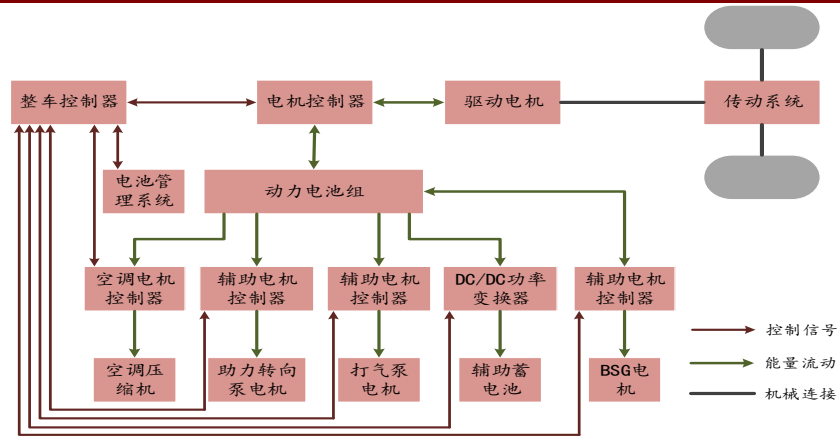 整车控制器
电机控制器
驱动电机
传动系统
电池管
理系统
动力电池组
空调电机
控制器
辅助电机
控制器
辅助电机
控制器
DC/DC功率
变换器
辅助电机
控制器
空调压
缩机
助力转向
泵电机
打气泵
电机
辅助蓄
电池
BSG电
机
控制信号
能量流动
机械连接